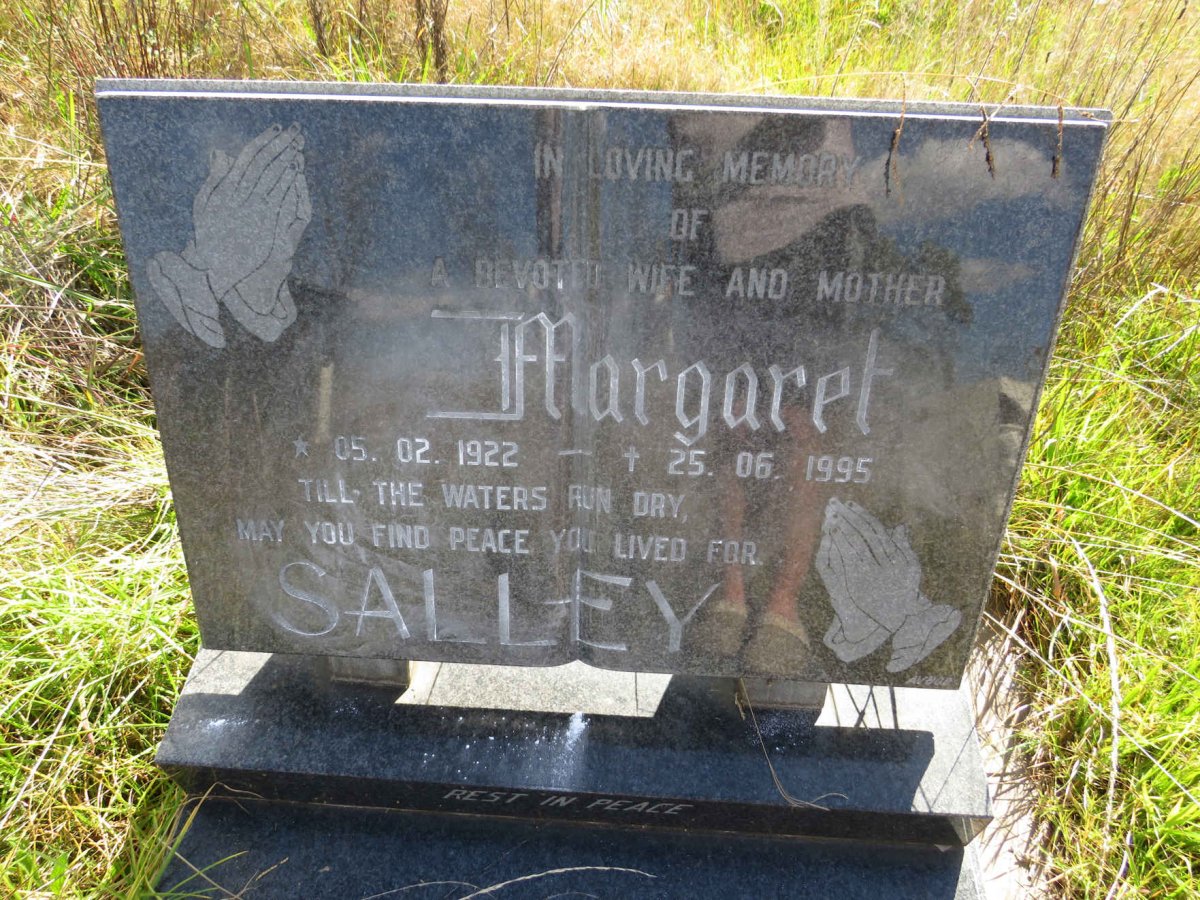 IN LOVING MEMORY
OF
A DEVOTED WIFE AND MOTHER
Margaret
★ 05. 02. 1922 — † 25. 06. 1995
TILL THE WATERS RUN DRY,
MAY YOU FIND PEACE YOU LIVED FOR.
SALLEY
REST IN PEACE